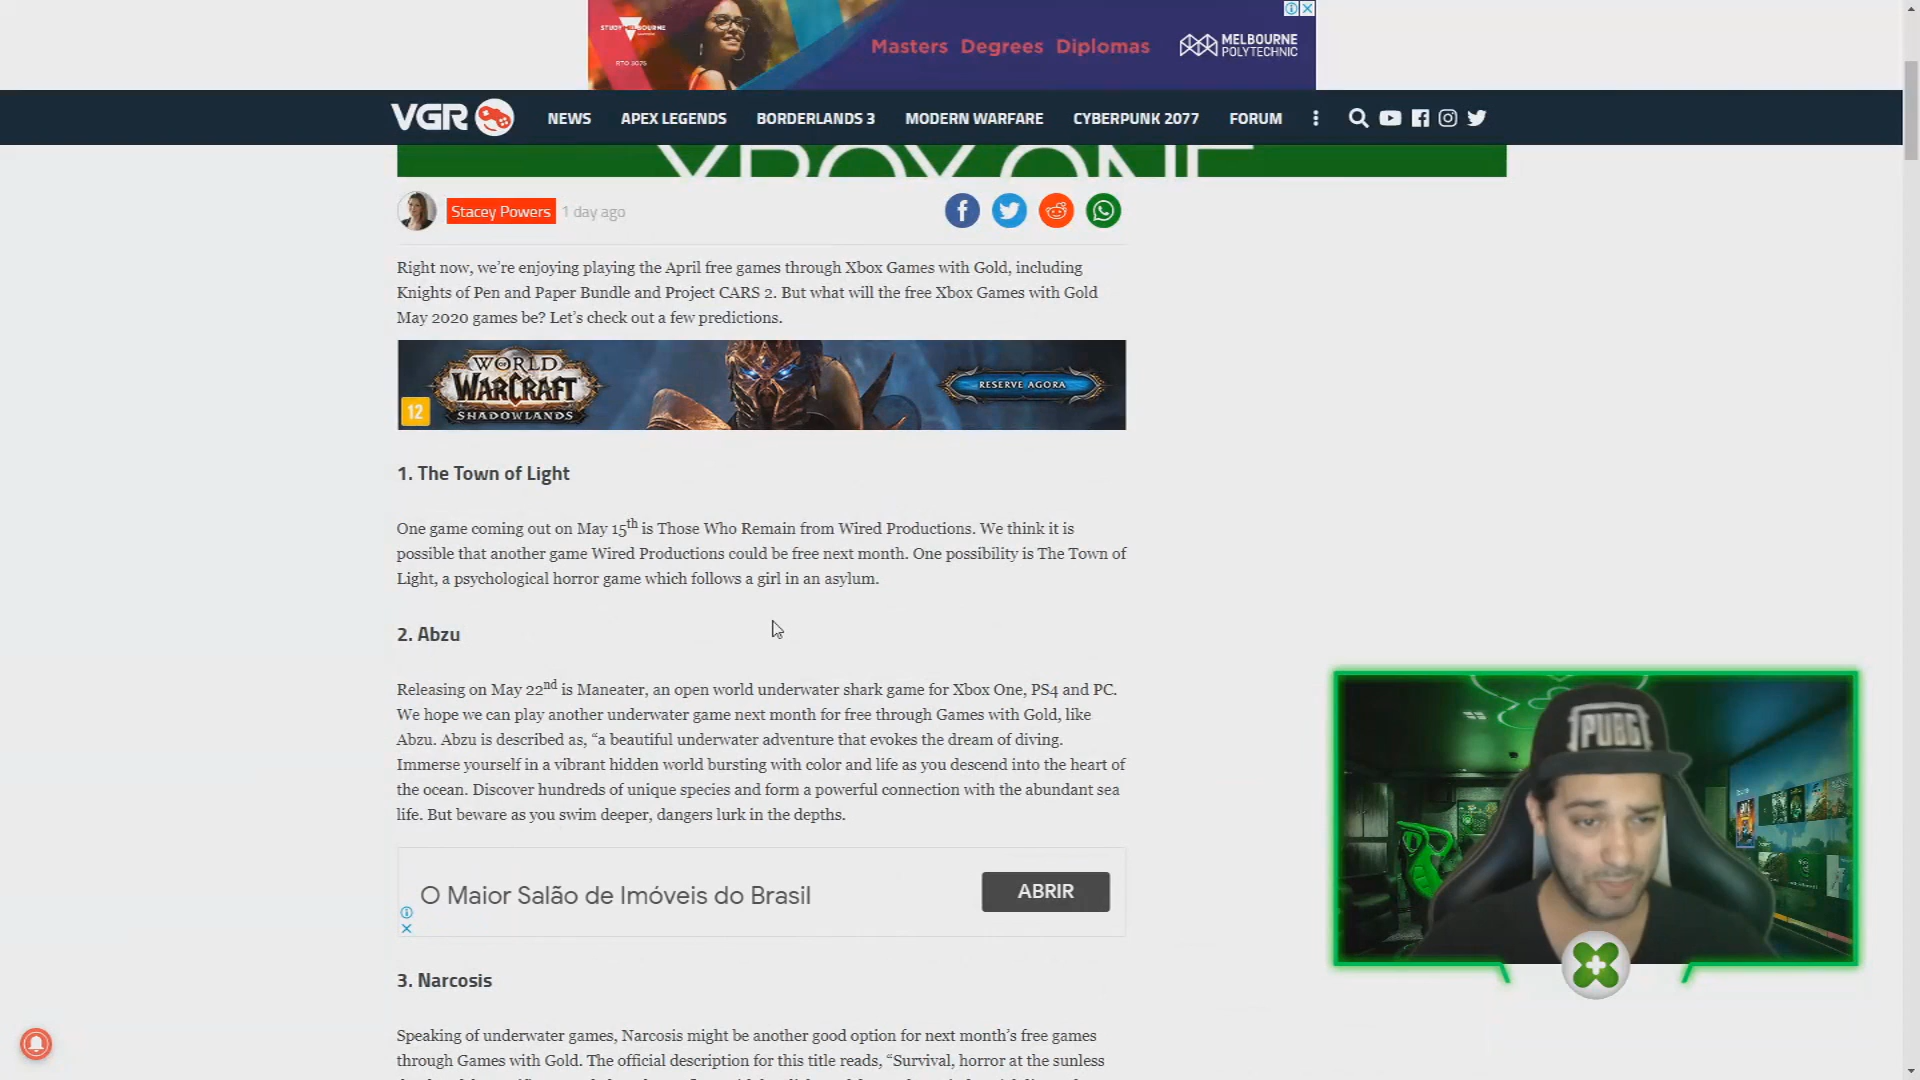 STUDY MELBOURNE
RTO 3075
Masters Degrees Diplomas
MELBOURNE
POLYTECHNIC
VGR NEWS APEX LEGENDS BORDERLANDS 3 MODERN WARFARE CYBERPUNK 2077 FORUM
XBOX ONE
Stacey Powers 1 day ago
Right now, we’re enjoying playing the April free games through Xbox Games with Gold, including
Knights of Pen and Paper Bundle and Project CARS 2. But what will the free Xbox Games with Gold
May 2020 games be? Let’s check out a few predictions.
WORLD
WARCRAFT
SHADOWLANDS
12
RESERVE AGORA
1. The Town of Light
One game coming out on May 15th is Those Who Remain from Wired Productions. We think it is
possible that another game Wired Productions could be free next month. One possibility is The Town of
Light, a psychological horror game which follows a girl in an asylum.
2. Abzu
Releasing on May 22nd is Maneater, an open world underwater shark game for Xbox One, PS4 and PC.
We hope we can play another underwater game next month for free through Games with Gold, like
Abzu. Abzu is described as, “a beautiful underwater adventure that evokes the dream of diving.
Immerse yourself in a vibrant hidden world bursting with color and life as you descend into the heart of
the ocean. Discover hundreds of unique species and form a powerful connection with the abundant sea
life. But beware as you swim deeper, dangers lurk in the depths.
O Maior Salão de Imóveis do Brasil
ABRIR
PUBG
3. Narcosis
Speaking of underwater games, Narcosis might be another good option for next month’s free games
through Games with Gold. The official description for this title reads, “Survival, horror at the sunless